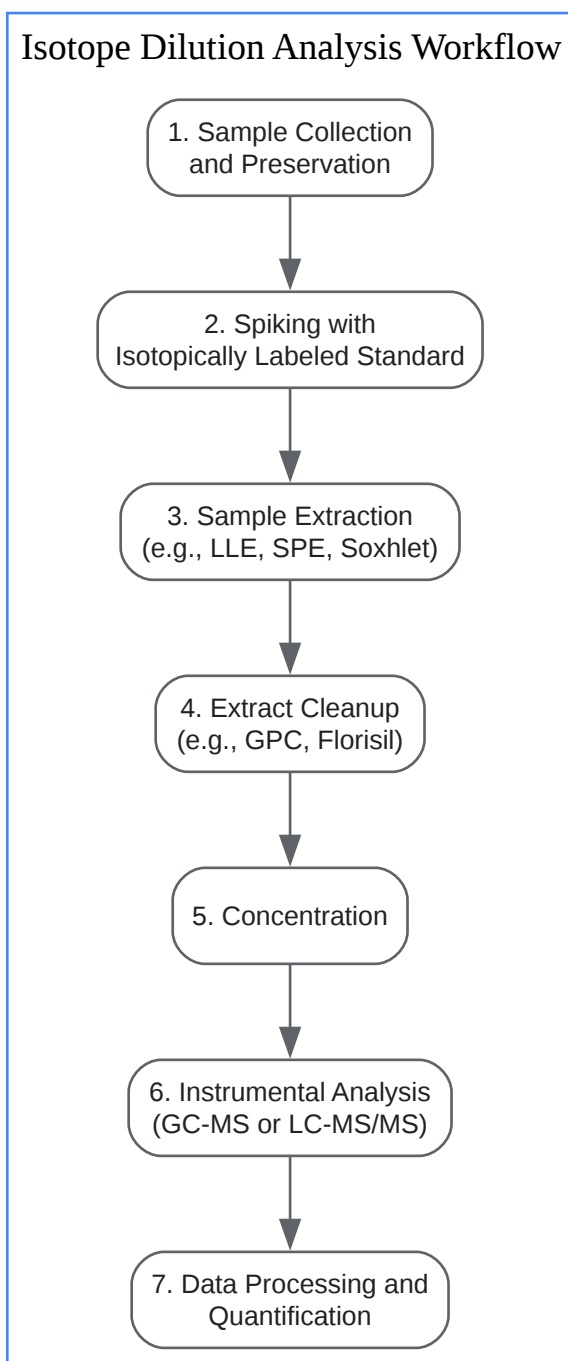 Isotope Dilution Analysis Workflow
1. Sample Collection
and Preservation
2. Spiking with
Isotopically Labeled Standard
3. Sample Extraction
(e.g., LLE, SPE, Soxhlet)
4. Extract Cleanup
(e.g., GPC, Florisil)
5. Concentration
6. Instrumental Analysis
(GC-MS or LC-MS/MS)
7. Data Processing and
Quantification